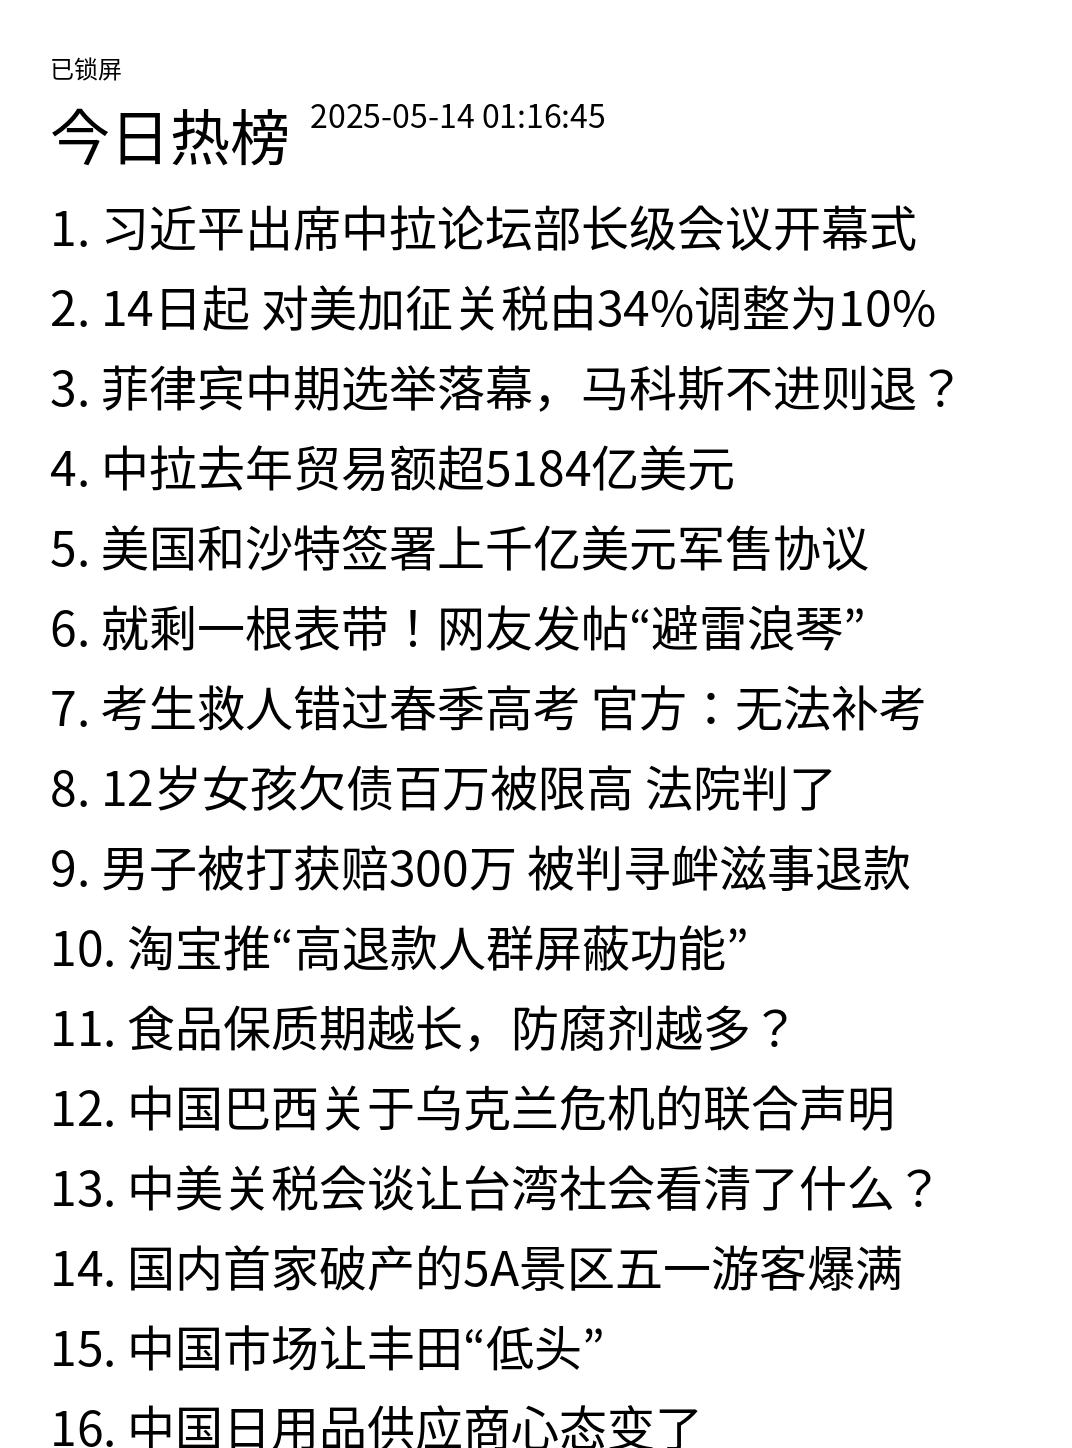 已锁屏
今日热榜 2025-05-14 01:16:45
1. 习近平出席中拉论坛部长级会议开幕式
2. 14日起 对美加征关税由34%调整为10%
3. 菲律宾中期选举落幕，马科斯不进则退？
4. 中拉去年贸易额超5184亿美元
5. 美国和沙特签署上千亿美元军售协议
6. 就剩一根表带！网友发帖“避雷浪琴”
7. 考生救人错过春季高考 官方：无法补考
8. 12岁女孩欠债百万被限高 法院判了
9. 男子被打获赔300万 被判寻衅滋事退款
10. 淘宝推“高退款人群屏蔽功能”
11. 食品保质期越长，防腐剂越多？
12. 中国巴西关于乌克兰危机的联合声明
13. 中美关税会谈让台湾社会看清了什么？
14. 国内首家破产的5A景区五一游客爆满
15. 中国市场让丰田“低头”
16. 中国日用品供应商心态变了